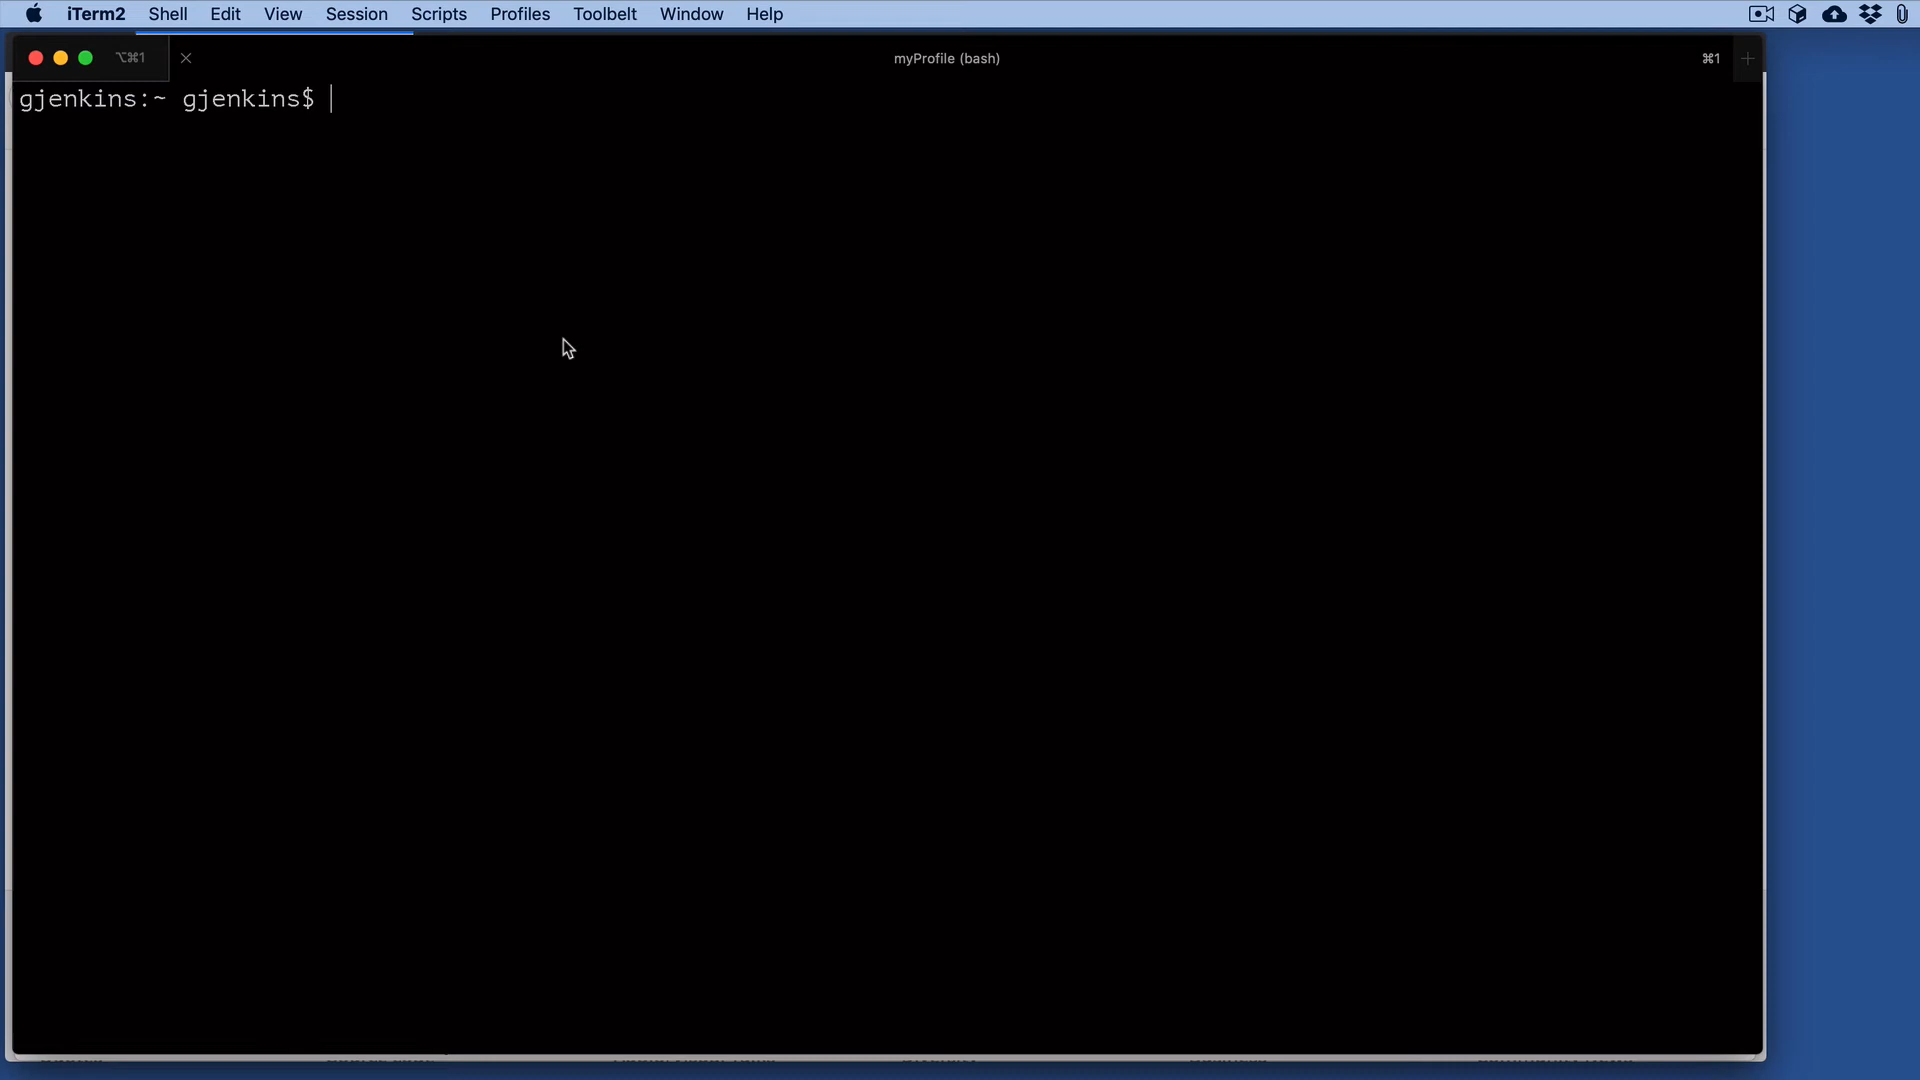 iTerm2 Shell Edit View Session Scripts Profiles Toolbelt Window Help
⌥⌘1 myProfile (bash) ⌘1
gjenkins:~ gjenkins$